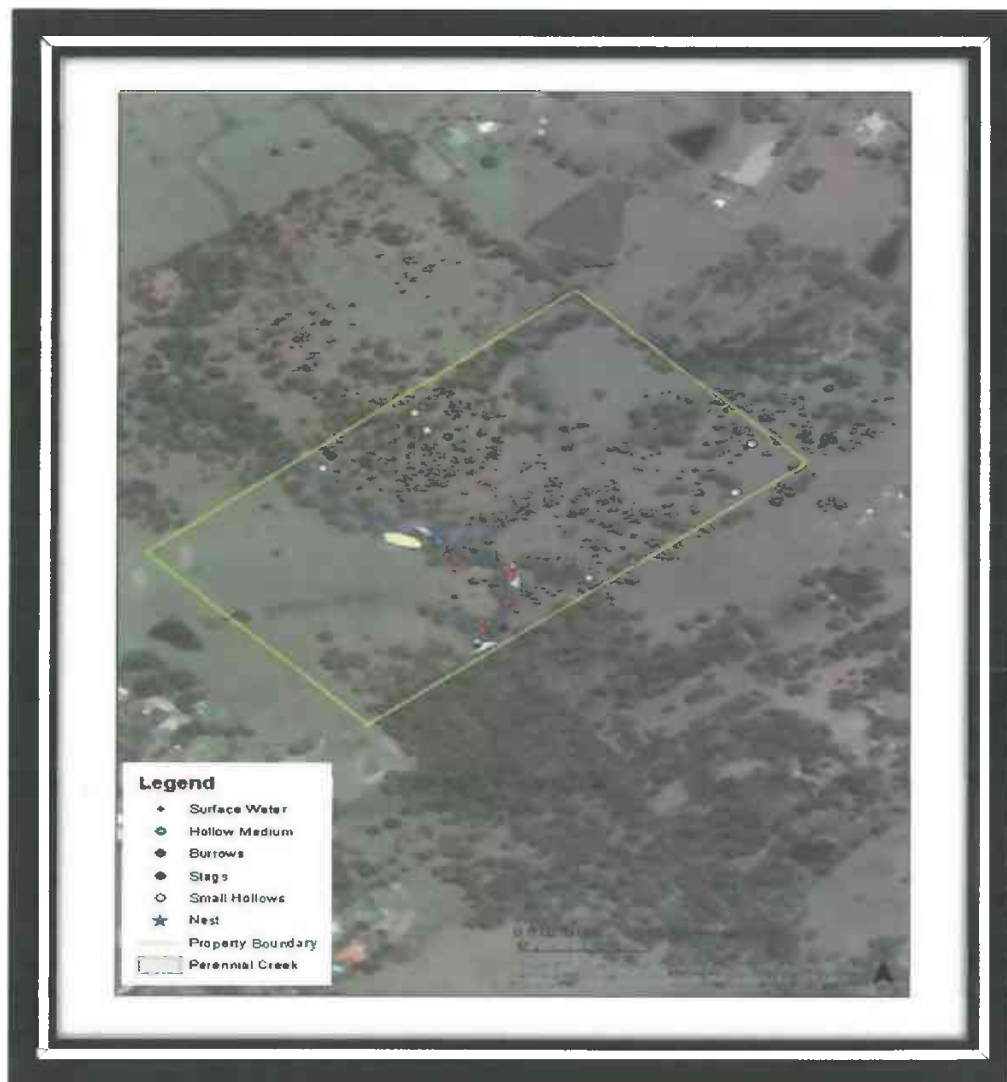 Legend
Surface Water
Hollow Medium
Burrows
Stags
Small Hollows
Nest
Property Boundary
Perennial Creek